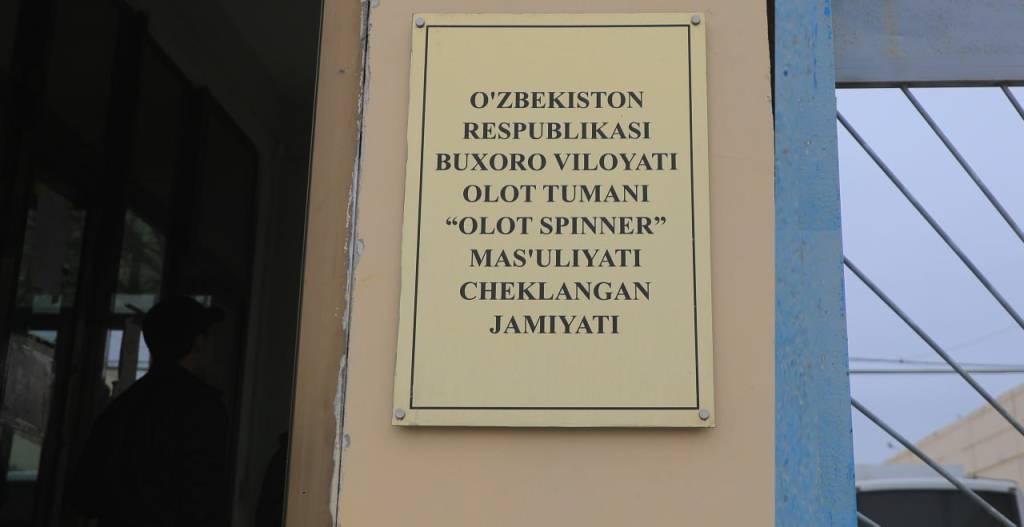 O'ZBEKISTON
RESPUBLIKASI
BUXORO VILOYATI
OLOT TUMANI
“OLOT SPINNER”
MAS'ULIYATI
CHEKLANGAN
JAMIYATI